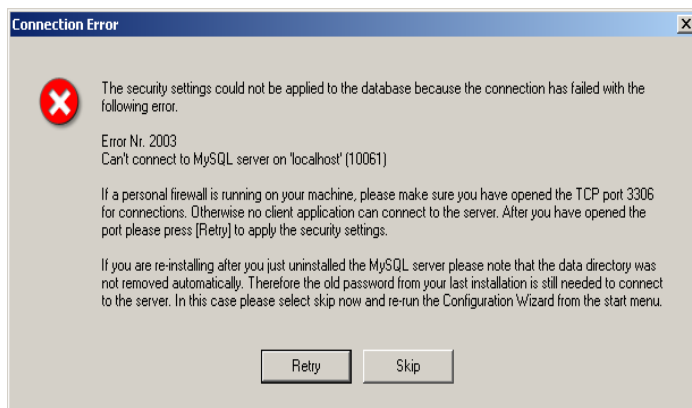 Connection Error
The security settings could not be applied to the database because the connection has failed with the
following error.
Error Nr. 2003
Can't connect to MySQL server on 'localhost' (10061)
If a personal firewall is running on your machine, please make sure you have opened the TCP port 3306
for connections. Otherwise no client application can connect to the server. After you have opened the
port please press [Retry] to apply the security settings.
If you are re-installing after you just uninstalled the MySQL server please note that the data directory was
not removed automatically. Therefore the old password from your last installation is still needed to connect
to the server. In this case please select skip now and re-run the Configuration Wizard from the start menu.
Retry
Skip